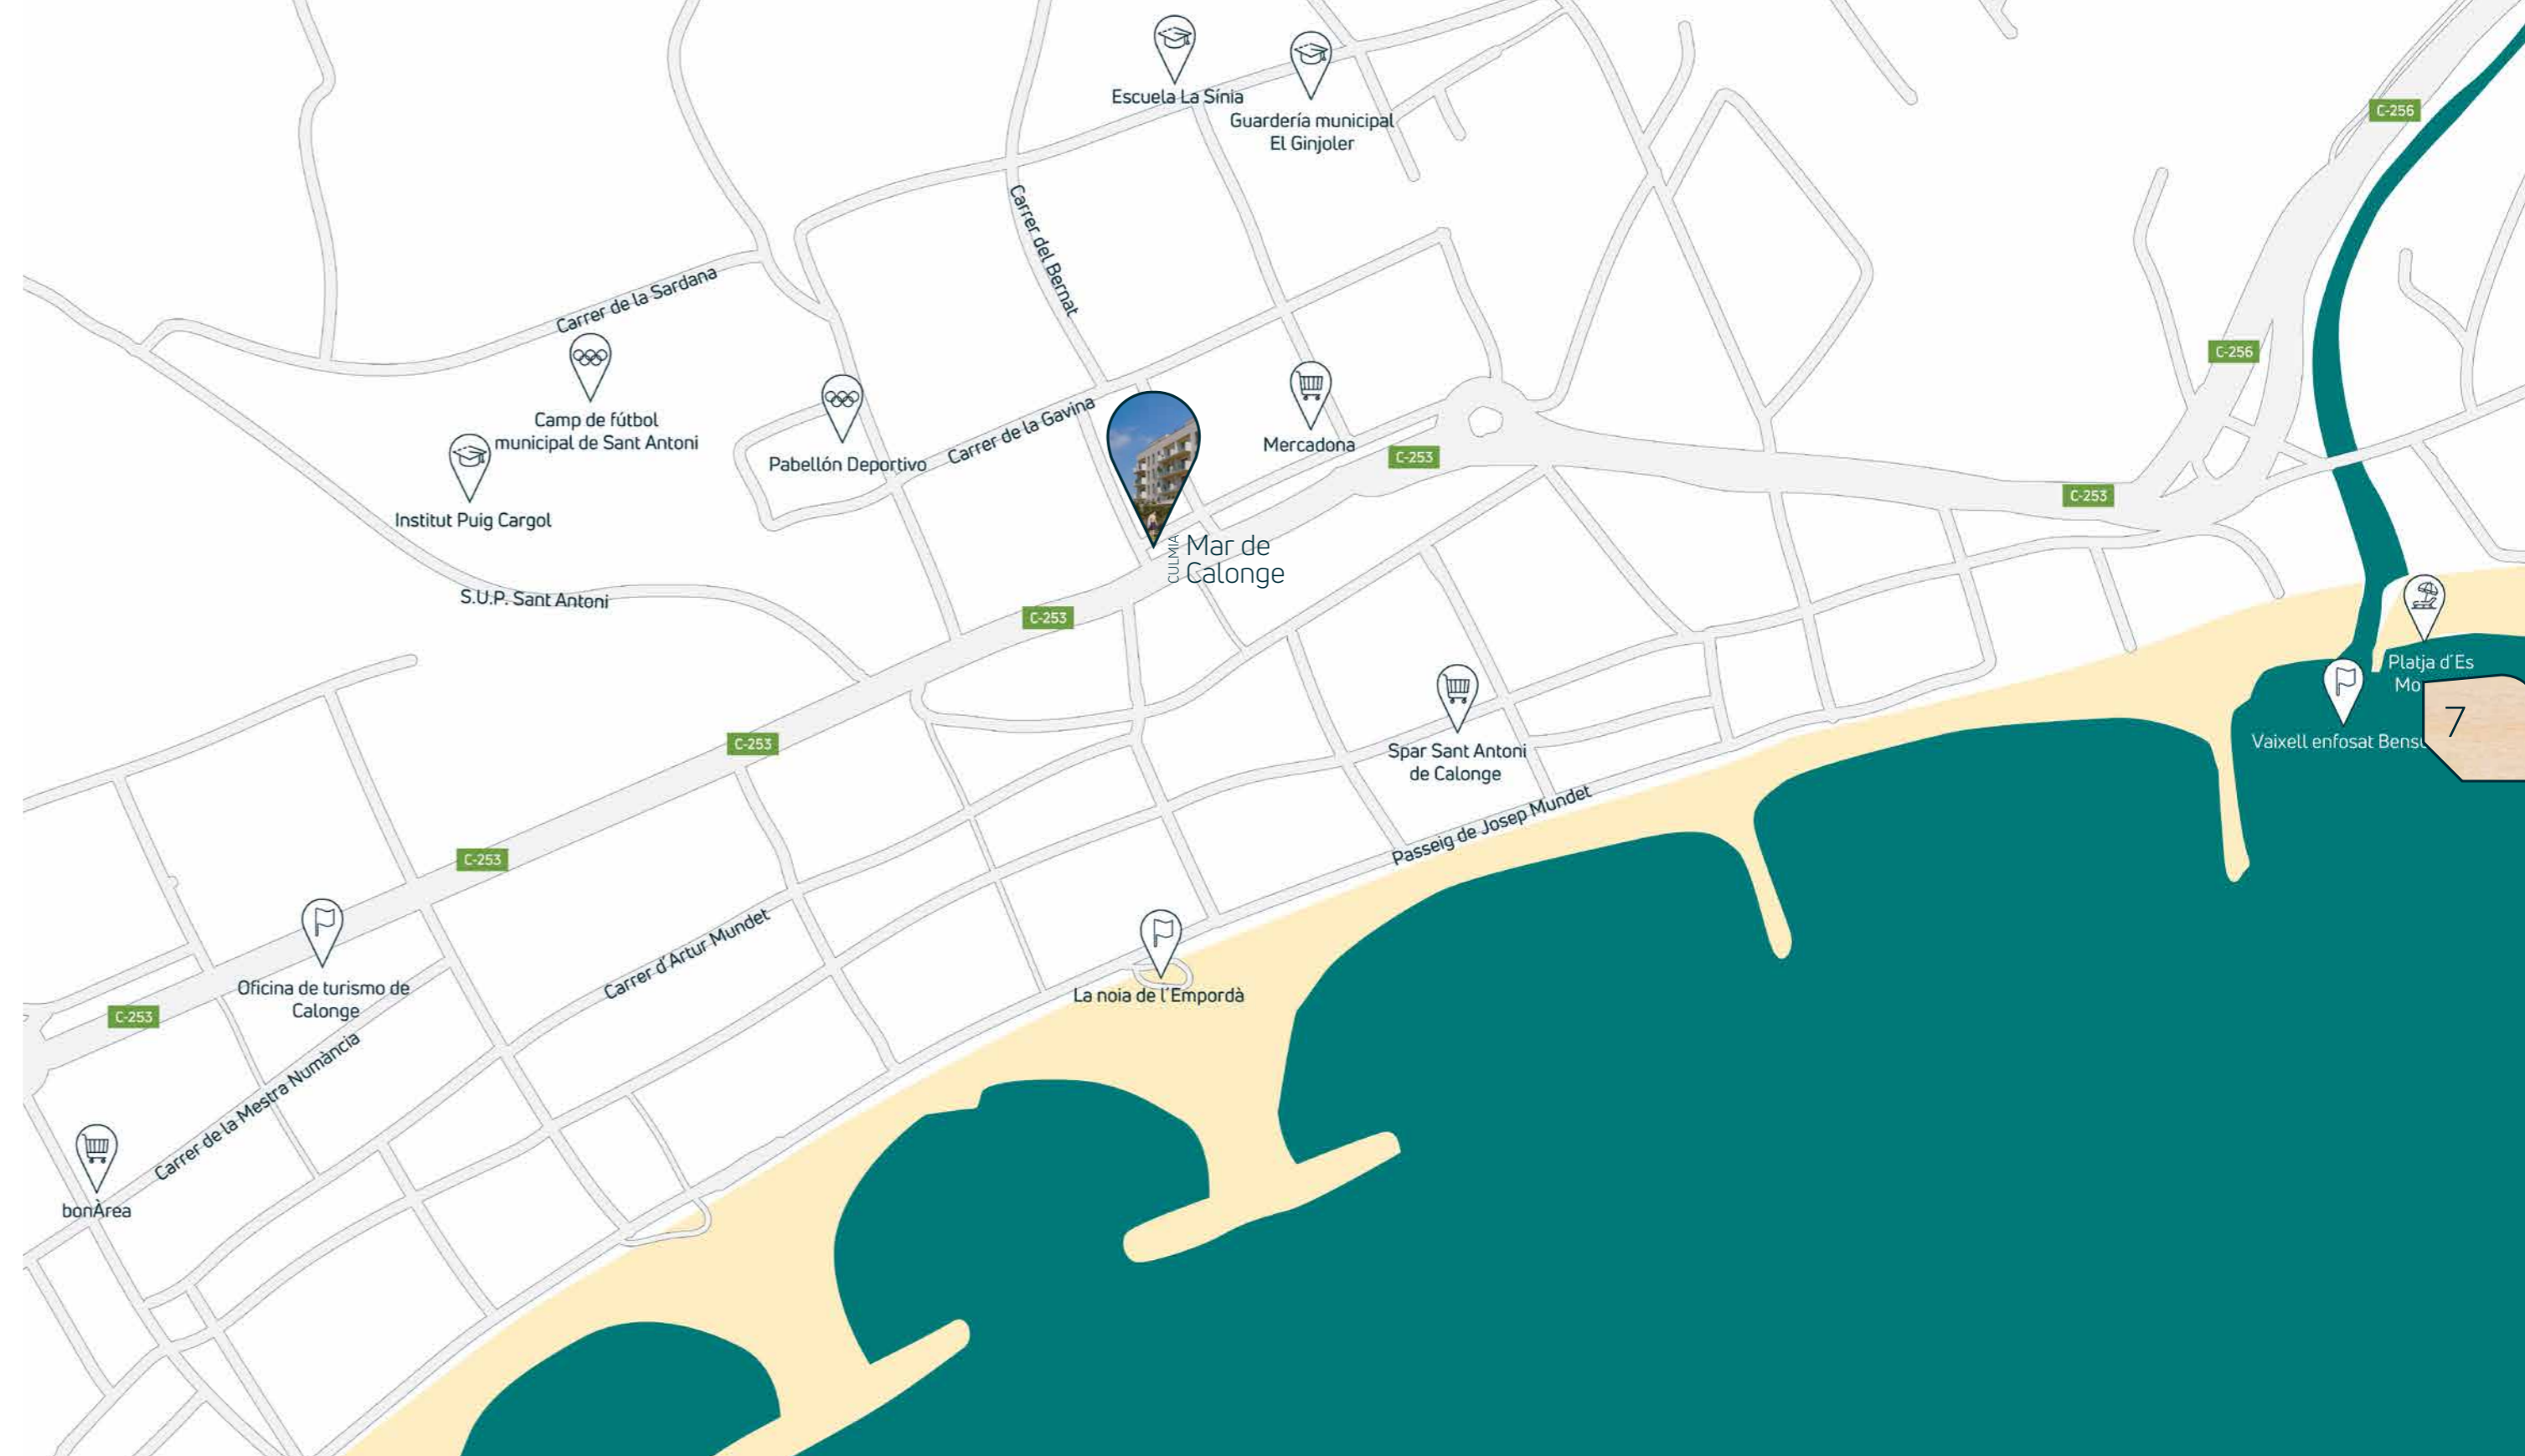 Escuela La Sínia
Guardería municipal
El Ginjoler
C-256
Carrer del Bernat
Carrer de la Sardana
C-256
Camp de fútbol
municipal de Sant Antoni
Pabellón Deportivo
Carrer de la Gavina
Mercadona
C-253
C-253
Institut Puig Cargol
CULMIA
Mar de
Calonge
S.U.P. Sant Antoni
C-253
Platja d´Es
Mo
7
C-253
Vaixell enfosat
Spar Sant Antoni
de Calonge
Passeig de Josep Mundet
C-253
Carrer d´Artur Mundet
Oficina de turismo de
Calonge
La noia de l´Empordà
C-253
Carrer de la Mestra Numància
bonÀrea